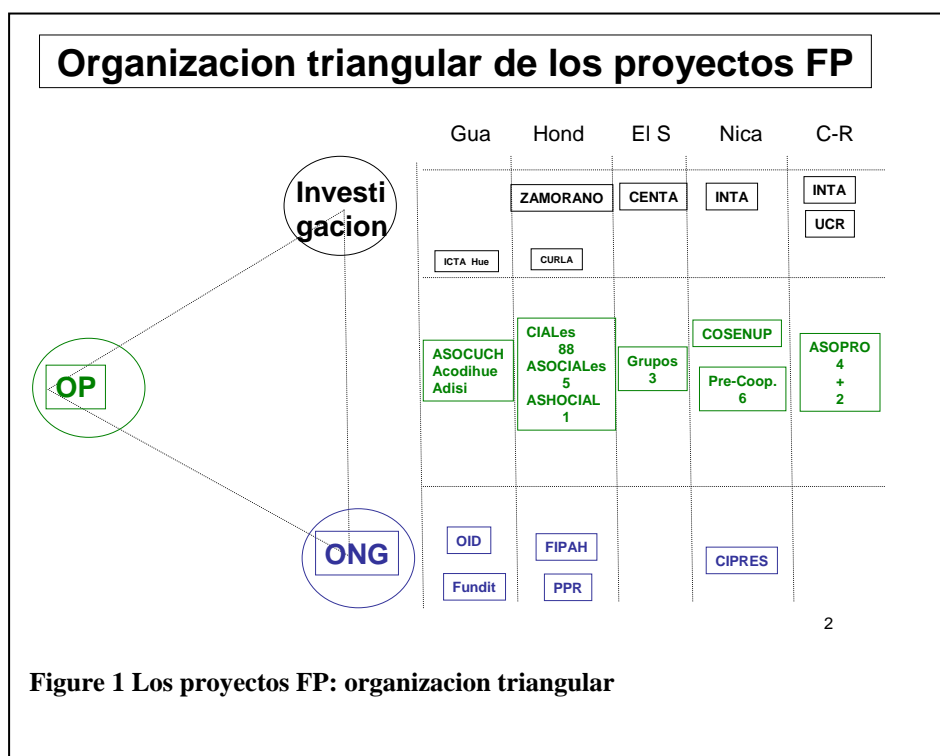 Organizacion triangular de los proyectos FP
Gua Hond El S Nica C-R
Investi
gacion
ZAMORANO CENTA INTA INTA
UCR
ICTA Hue CURLA
OP
ASOCUCH
Acodihue
Adisi
CIALes
88
ASOCIALes
5
ASHOCIAL
1
Grupos
3
COSENUP
Pre-Coop.
6
ASOPRO
4
+
2
ONG
OID FIPAH CIPRES
Fundit PPR
2
Figure 1 Los proyectos FP: organizacion triangular